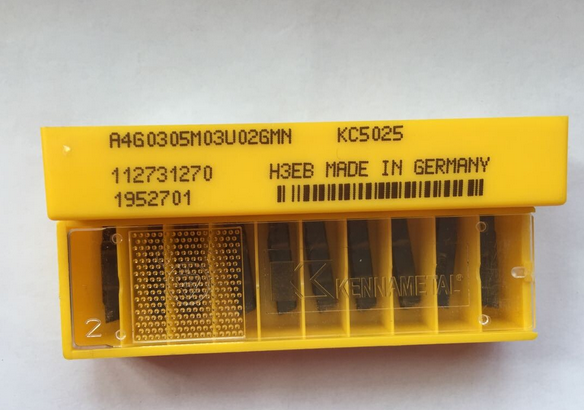 A4G0305M03U02GMN KC5025
112731270 H3EB MADE IN GERMANY
1952701
KENNAMETAL®
2